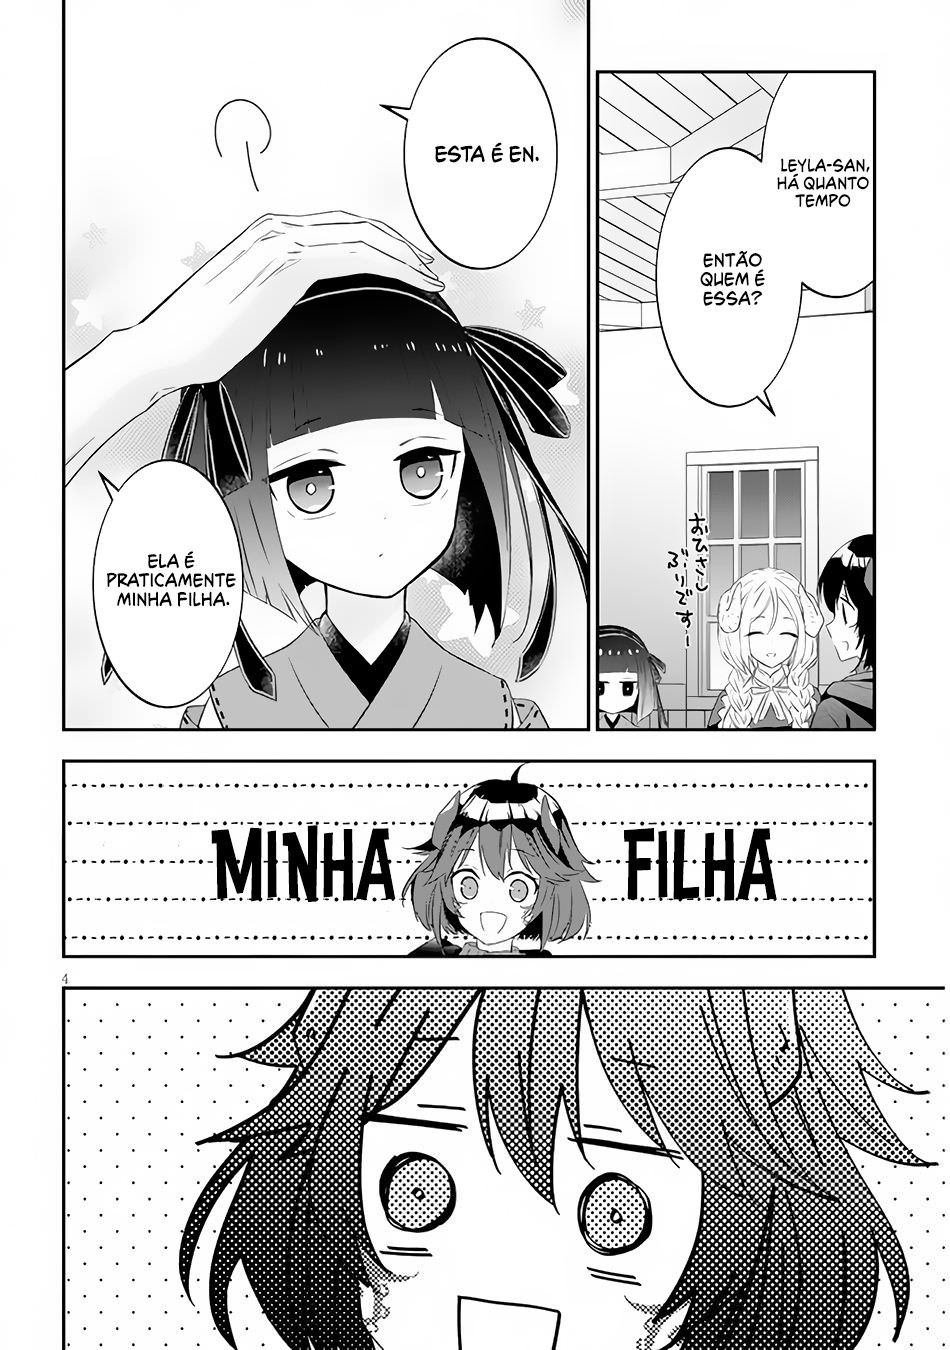 LEYLA-SAN,
HÁ QUANTO
TEMPO
ENTÃO
QUEM É
ESSA?
おひさし
ぶりですー
ESTA É EN.
ELA É
PRATICAMENTE
MINHA FILHA.
MINHA FILHA
4